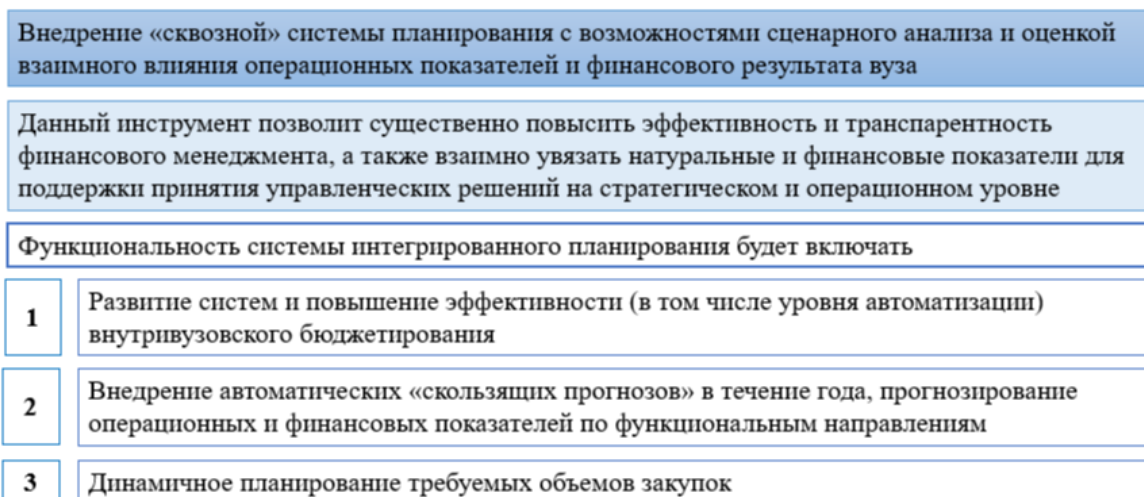 Внедрение «сквозной» системы планирования с возможностями сценарного анализа и оценкой
взаимного влияния операционных показателей и финансового результата вуза
Данный инструмент позволит существенно повысить эффективность и транспарентность
финансового менеджмента, а также взаимно увязать натуральные и финансовые показатели для
поддержки принятия управленческих решений на стратегическом и операционном уровне
Функциональность системы интегрированного планирования будет включать
1
Развитие систем и повышение эффективности (в том числе уровня автоматизации)
внутривузовского бюджетирования
2
Внедрение автоматических «скользящих прогнозов» в течение года, прогнозирование
операционных и финансовых показателей по функциональным направлениям
3
Динамичное планирование требуемых объемов закупок